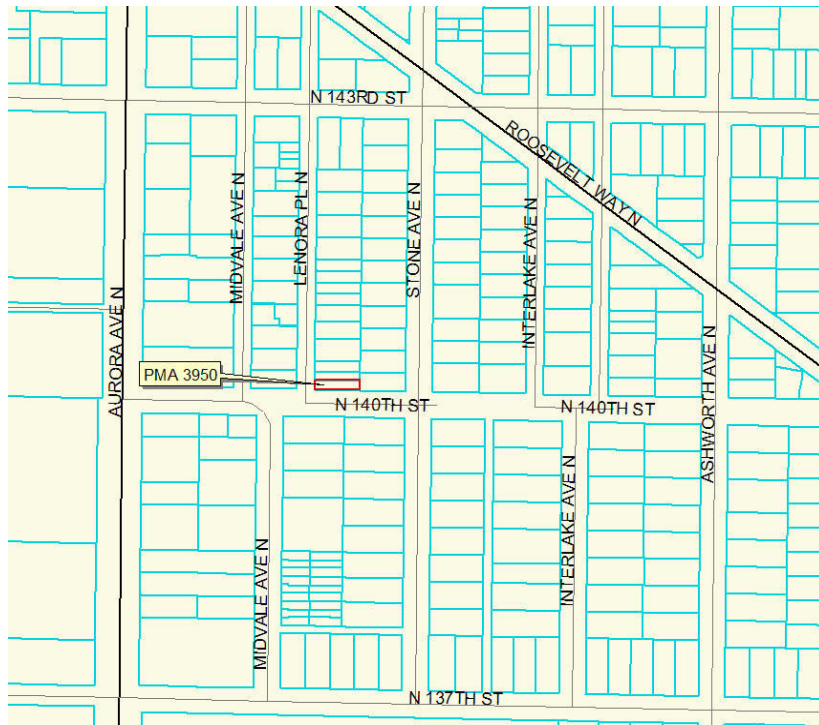 N 143RD ST
ROOSEVELT WAY N
MIDVALE AVE N
LENORA PL N
STONE AVE N
INTERLAKE AVE N
AURORA AVE N
ASHWORTH AVE N
PMA 3950
N 140TH ST
N 140TH ST
MIDVALE AVE N
INTERLAKE AVE N
N 137TH ST